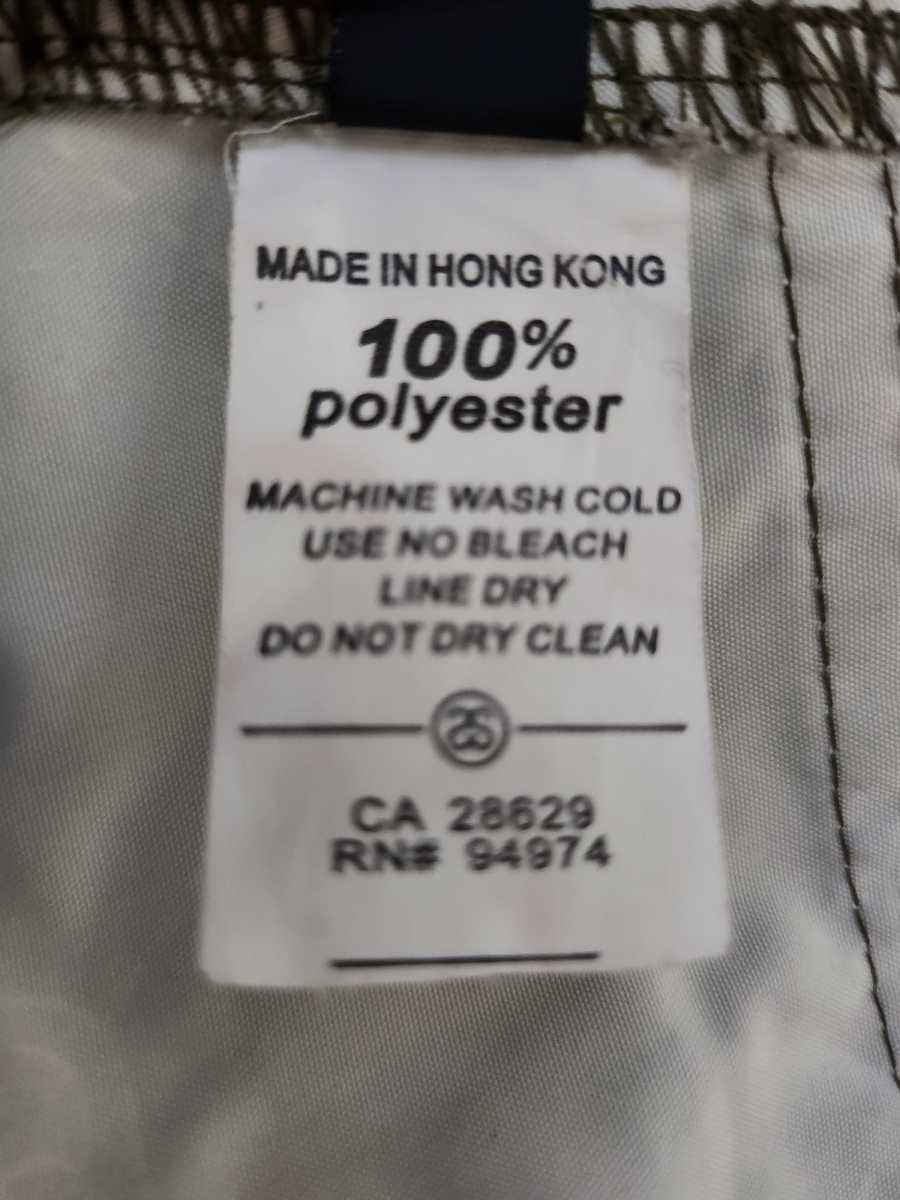 MADE IN HONG KONG
100%
polyester
MACHINE WASH COLD
USE NO BLEACH
LINE DRY
DO NOT DRY CLEAN
CA 28629
RN# 94974